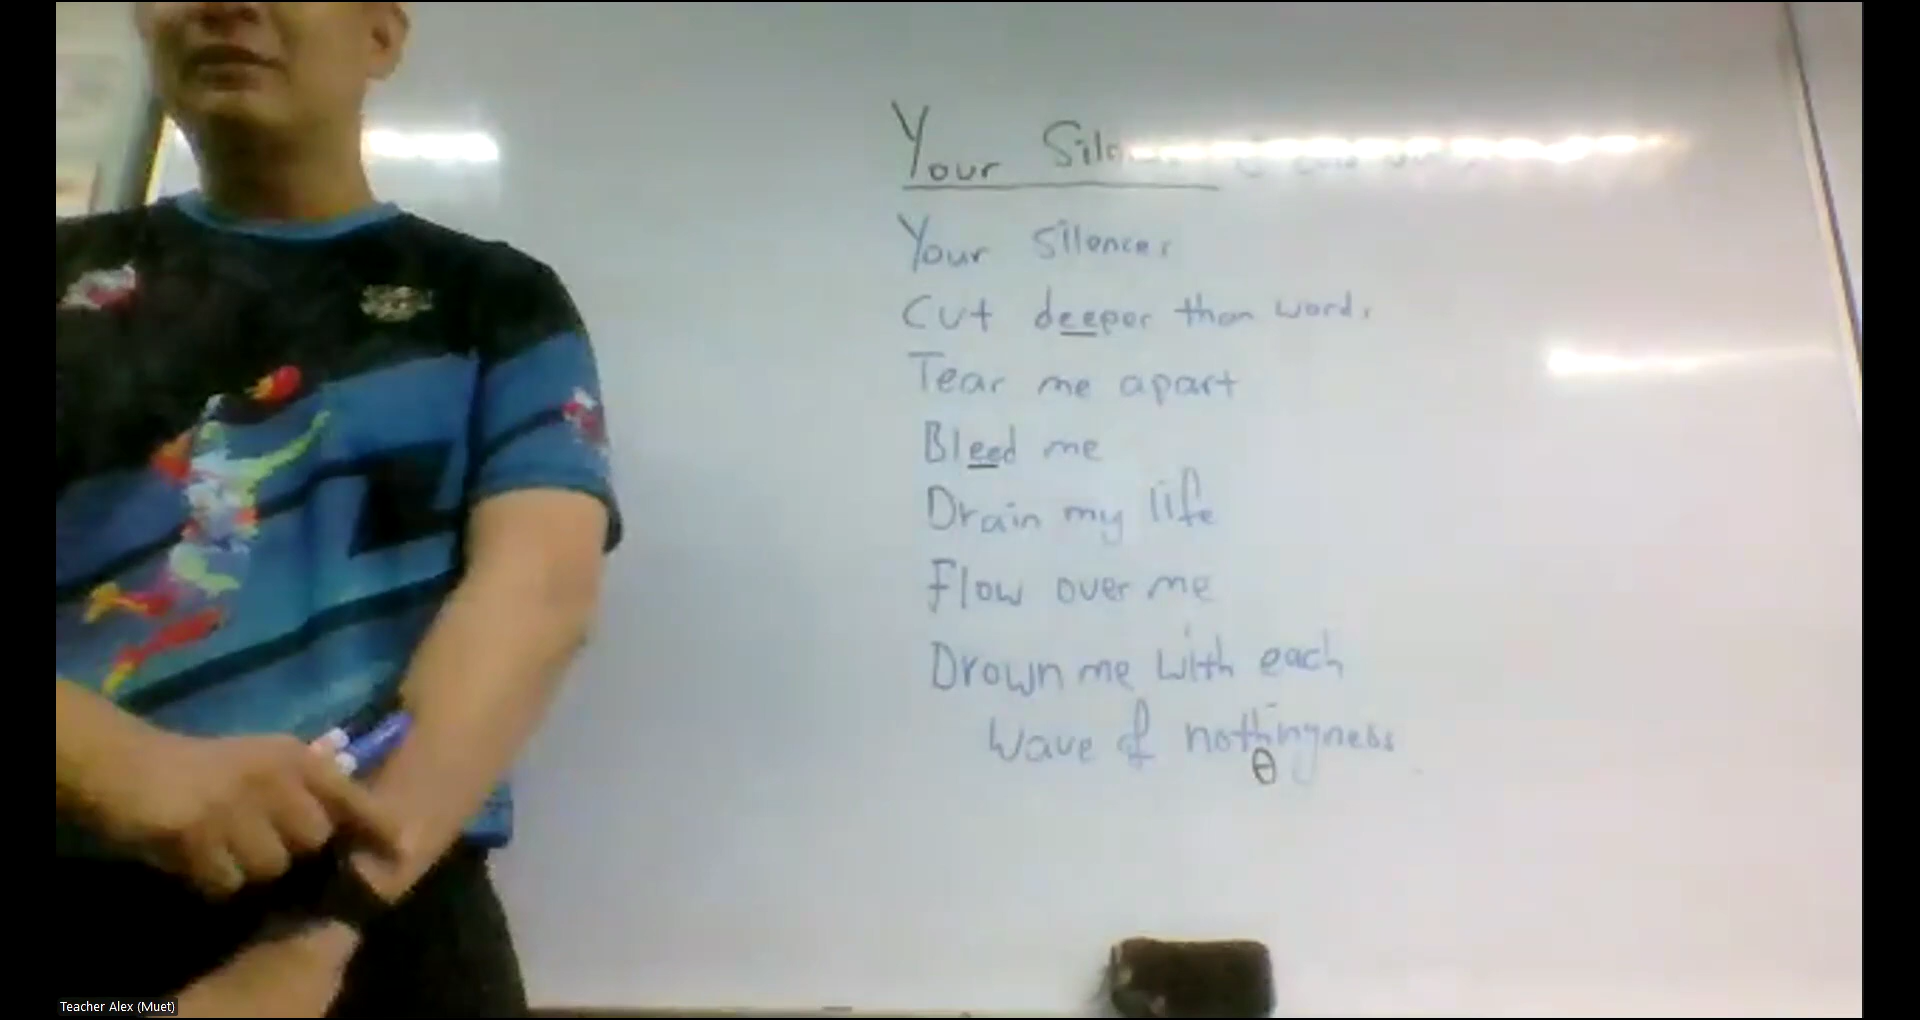 Your
Your Silences
Cut deeper than words
Tear me apart
Bleed me
Drain my life
Flow over me
Drown me with each
wave of nothingness
θ
Teacher Alex (Muet)